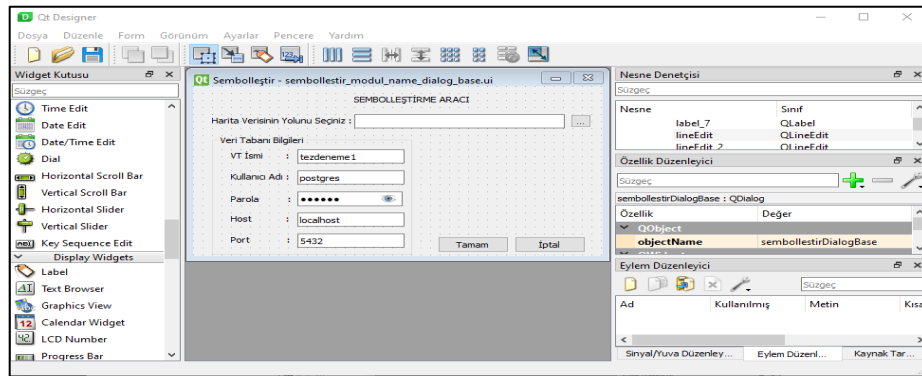 Qt Designer
Dosya Düzenle Form Görünüm Ayarlar Pencere Yardım
Widget Kutusu
Süzgeç
Time Edit
Date Edit
Date/Time Edit
Dial
Horizontal Scroll Bar
Vertical Scroll Bar
Horizontal Slider
Vertical Slider
Key Sequence Edit
Display Widgets
Label
Text Browser
Graphics View
Calendar Widget
LCD Number
Progress Bar
Sembolleştir - sembollestir_modul_name_dialog_base.ui
SEMBOLLEŞTİRME ARACI
Harita Verisinin Yolunu Seçiniz :
...
Veri Tabanı Bilgileri
VT İsmi : tezdeneme1
Kullanıcı Adı : postgres
Parola : ●●●●●●
Host : localhost
Port : 5432
Tamam İptal
Nesne Denetçisi
Süzgeç
Nesne Sınıf
label_7 QLabel
lineEdit QLineEdit
lineEdit_2 QLineEdit
Özellik Düzenleyici
Süzgeç
sembollestirDialogBase : QDialog
Özellik Değer
QObject
objectName sembollestirDialogBase
Eylem Düzenleyici
Süzgeç
Ad Kullanılmış Metin Kısa
Sinyal/Yuva Düzenley... Eylem Düzenl... Kaynak Tar...